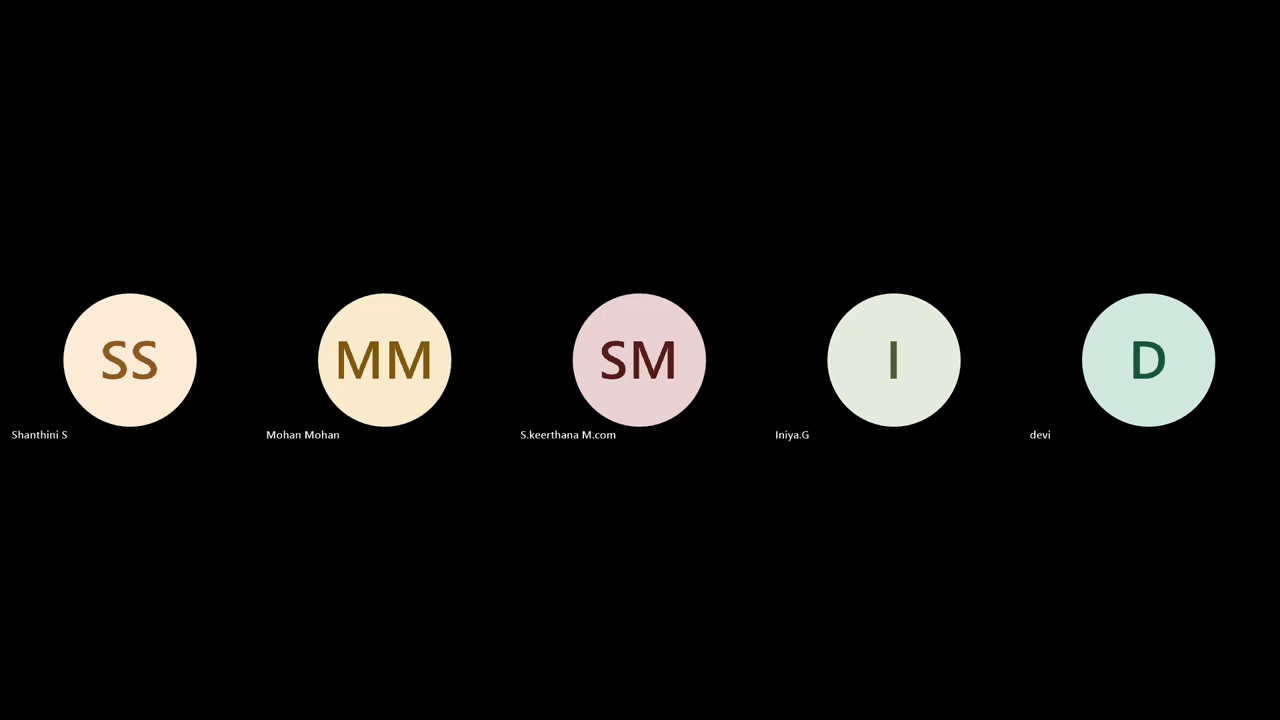 SS
MM
SM
I
D
Shanthini S
Mohan Mohan
S.keerthana M.com
Iniya.G
devi